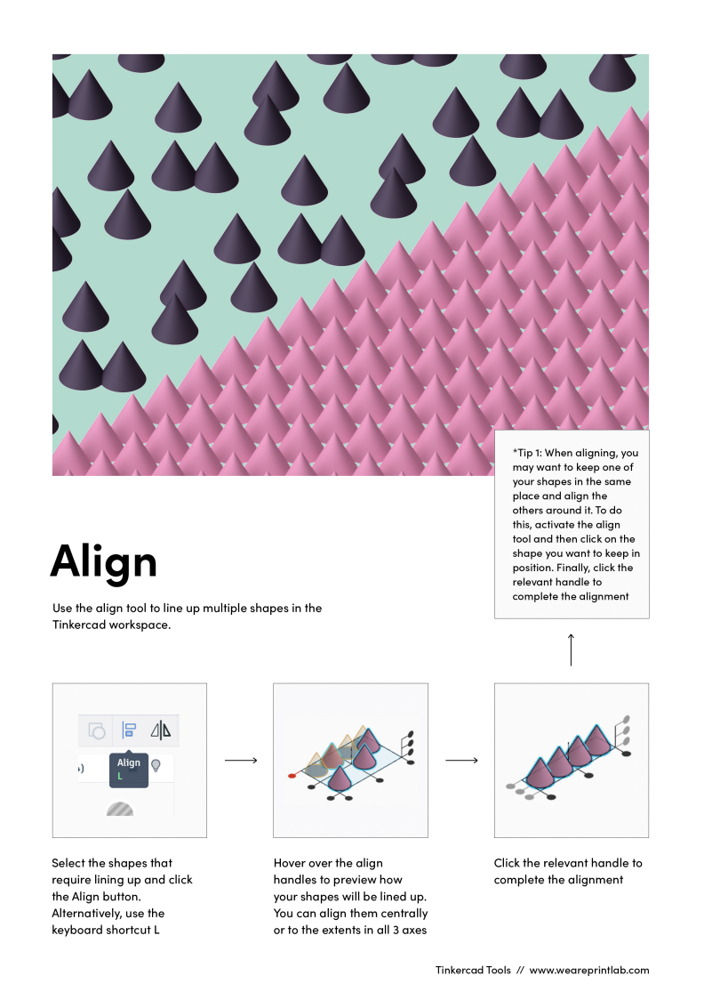 *Tip 1: When aligning, you
may want to keep one of
your shapes in the same
place and align the
others around it. To do
this, activate the align
tool and then click on the
shape you want to keep in
position. Finally, click the
relevant handle to
complete the alignment
Align
Use the align tool to line up multiple shapes in the
Tinkercad workspace.
Align
L
Select the shapes that
require lining up and click
the Align button.
Alternatively, use the
keyboard shortcut L
Hover over the align
handles to preview how
your shapes will be lined up.
You can align them centrally
or to the extents in all 3 axes
Click the relevant handle to
complete the alignment
Tinkercad Tools // www.weareprintlab.com